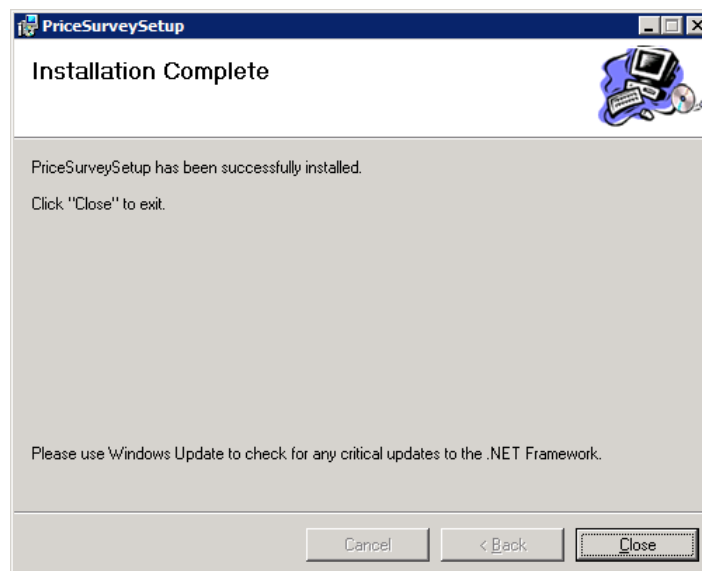 PriceSurveySetup
Installation Complete
PriceSurveySetup has been successfully installed.
Click "Close" to exit.
Please use Windows Update to check for any critical updates to the .NET Framework.
Cancel
< Back
Close